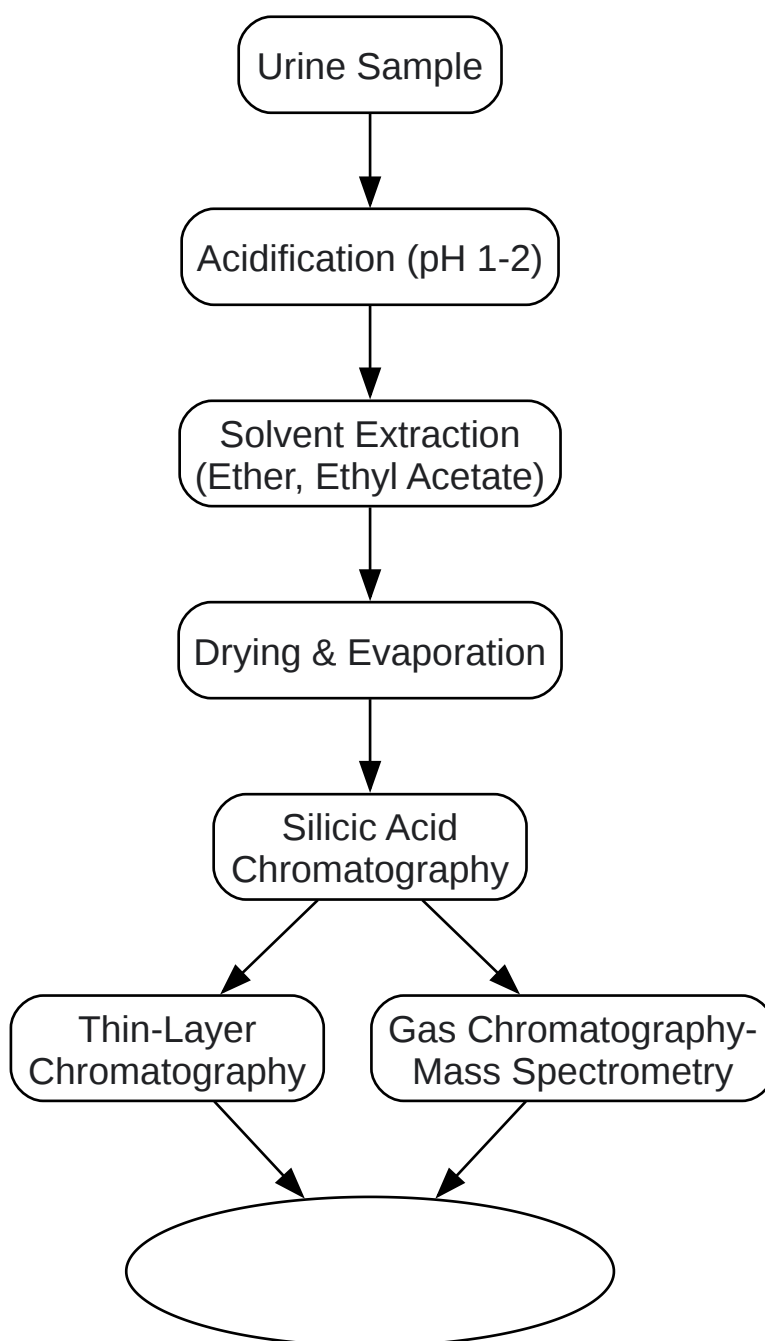 Urine Sample
Acidification (pH 1-2)
Solvent Extraction
(Ether, Ethyl Acetate)
Drying & Evaporation
Silicic Acid
Chromatography
Thin-Layer
Chromatography
Gas Chromatography-
Mass Spectrometry